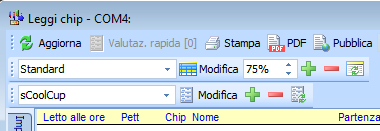 Leggi chip - COM4:
Aggiorna Valutaz. rapida [0] Stampa PDF Pubblica
Standard Modifica 75%
sCoolCup Modifica
Letto alle ore Pett Chip Nome Partenza